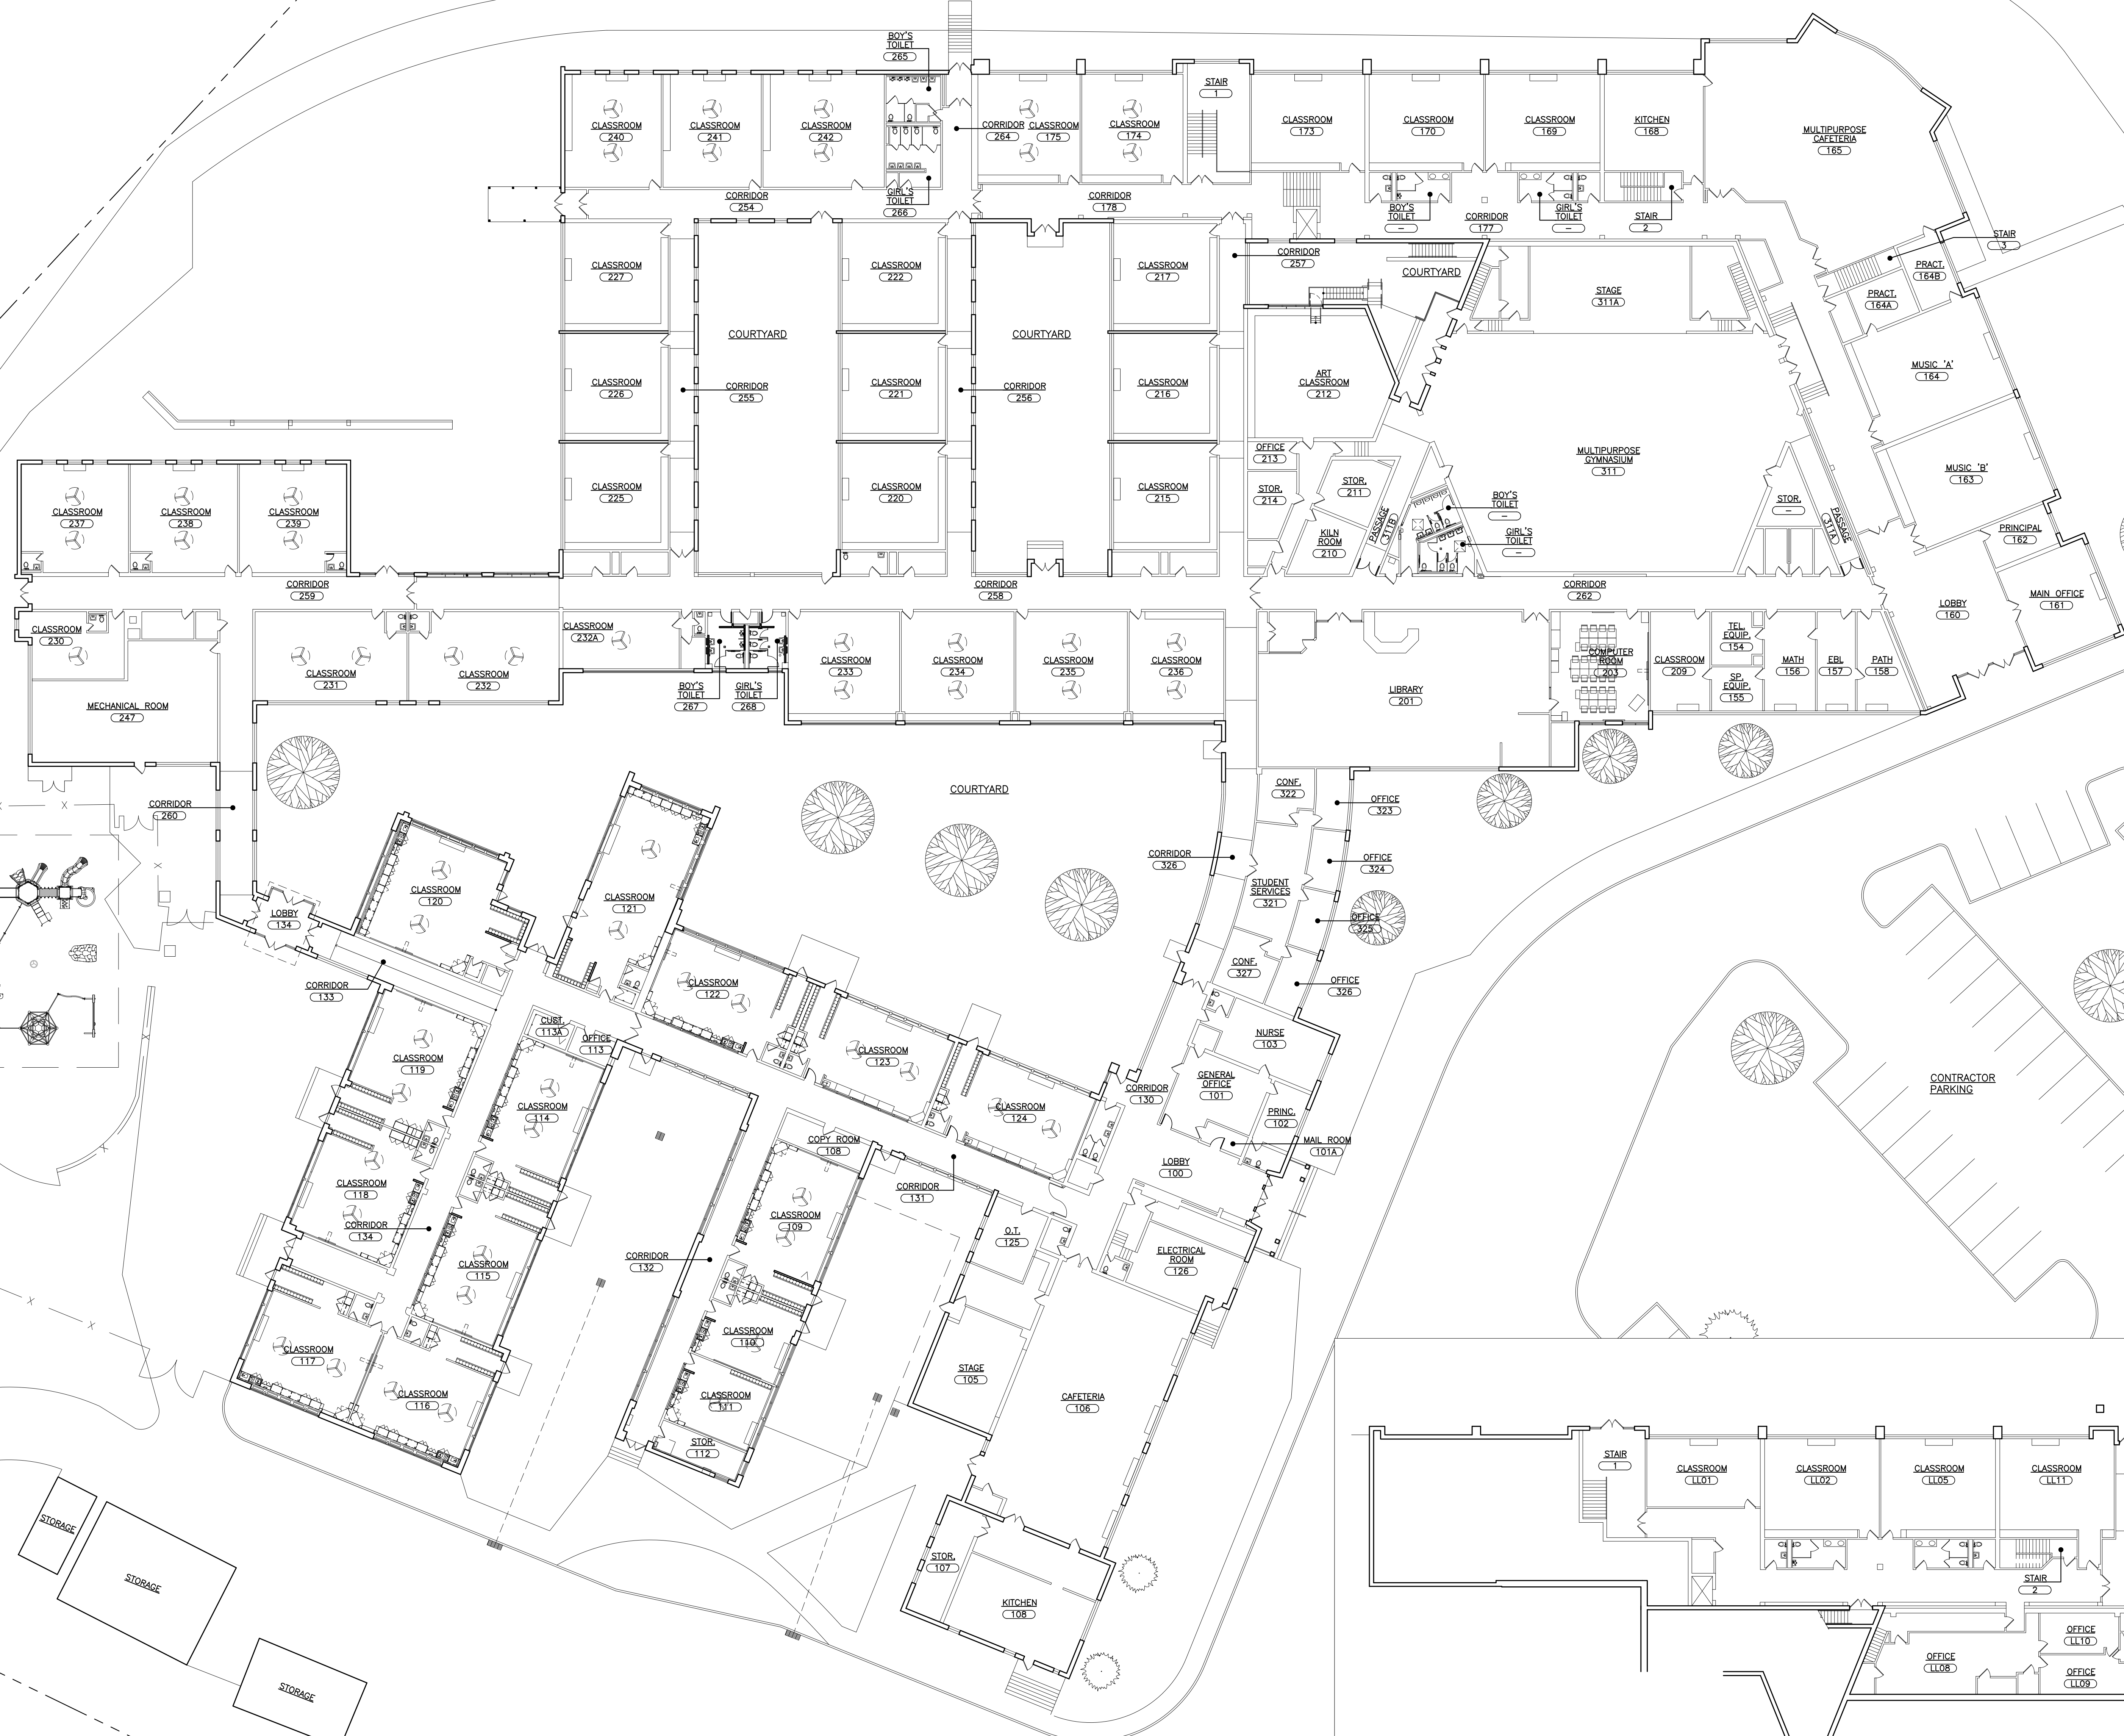 BOY'S
TOILET
265
CLASSROOM
240
CLASSROOM
241
CLASSROOM
242
CORRIDOR
264
CLASSROOM
175
CLASSROOM
174
STAIR
1
CLASSROOM
173
CLASSROOM
170
CLASSROOM
169
KITCHEN
168
MULTIPURPOSE
CAFETERIA
165
GIRL'S
TOILET
266
CORRIDOR
254
CORRIDOR
178
BOY'S
TOILET
–
CORRIDOR
177
GIRL'S
TOILET
–
STAIR
2
STAIR
3
CLASSROOM
227
CLASSROOM
222
CLASSROOM
217
CORRIDOR
257
COURTYARD
STAGE
311A
PRACT.
164B
PRACT.
164A
COURTYARD
COURTYARD
CLASSROOM
226
CORRIDOR
255
CLASSROOM
221
CORRIDOR
256
CLASSROOM
216
ART
CLASSROOM
212
MUSIC 'A'
164
OFFICE
213
MULTIPURPOSE
GYMNASIUM
311
MUSIC 'B'
163
CLASSROOM
225
CLASSROOM
220
CLASSROOM
215
STOR.
214
STOR.
211
BOY'S
TOILET
–
STOR.
–
CLASSROOM
237
CLASSROOM
238
CLASSROOM
239
KILN
ROOM
210
PASSAGE
311B
GIRL'S
TOILET
–
PASSAGE
311A
PRINCIPAL
162
CORRIDOR
259
CORRIDOR
258
CORRIDOR
262
MAIN OFFICE
161
LOBBY
160
CLASSROOM
230
CLASSROOM
232A
CLASSROOM
231
CLASSROOM
232
BOY'S
TOILET
267
GIRL'S
TOILET
268
CLASSROOM
233
CLASSROOM
234
CLASSROOM
235
CLASSROOM
236
LIBRARY
201
COMPUTER
ROOM
203
CLASSROOM
209
TEL.
EQUIP.
154
SP.
EQUIP.
155
MATH
156
EBL
157
PATH
158
MECHANICAL ROOM
247
COURTYARD
CORRIDOR
260
CONF.
322
OFFICE
323
CORRIDOR
326
OFFICE
324
STUDENT
SERVICES
321
OFFICE
325
CONF.
327
OFFICE
326
CLASSROOM
120
CLASSROOM
121
LOBBY
134
CORRIDOR
133
CLASSROOM
122
CUST.
113A
OFFICE
113
CLASSROOM
119
CLASSROOM
123
NURSE
103
GENERAL
OFFICE
101
CORRIDOR
130
PRINC.
102
CLASSROOM
114
CLASSROOM
124
MAIL ROOM
101A
COPY ROOM
108
LOBBY
100
CORRIDOR
131
CLASSROOM
118
CORRIDOR
134
CLASSROOM
109
O.T.
125
ELECTRICAL
ROOM
126
CORRIDOR
132
CLASSROOM
115
CLASSROOM
110
CLASSROOM
117
CLASSROOM
116
CLASSROOM
111
STOR.
112
STAGE
105
CAFETERIA
106
STOR.
107
KITCHEN
108
CONTRACTOR
PARKING
STAIR
1
CLASSROOM
LL01
CLASSROOM
LL02
CLASSROOM
LL05
CLASSROOM
LL11
STAIR
2
OFFICE
LL10
OFFICE
LL08
OFFICE
LL09
STORAGE
STORAGE
STORAGE
X
X
X
X
X
X
X
X